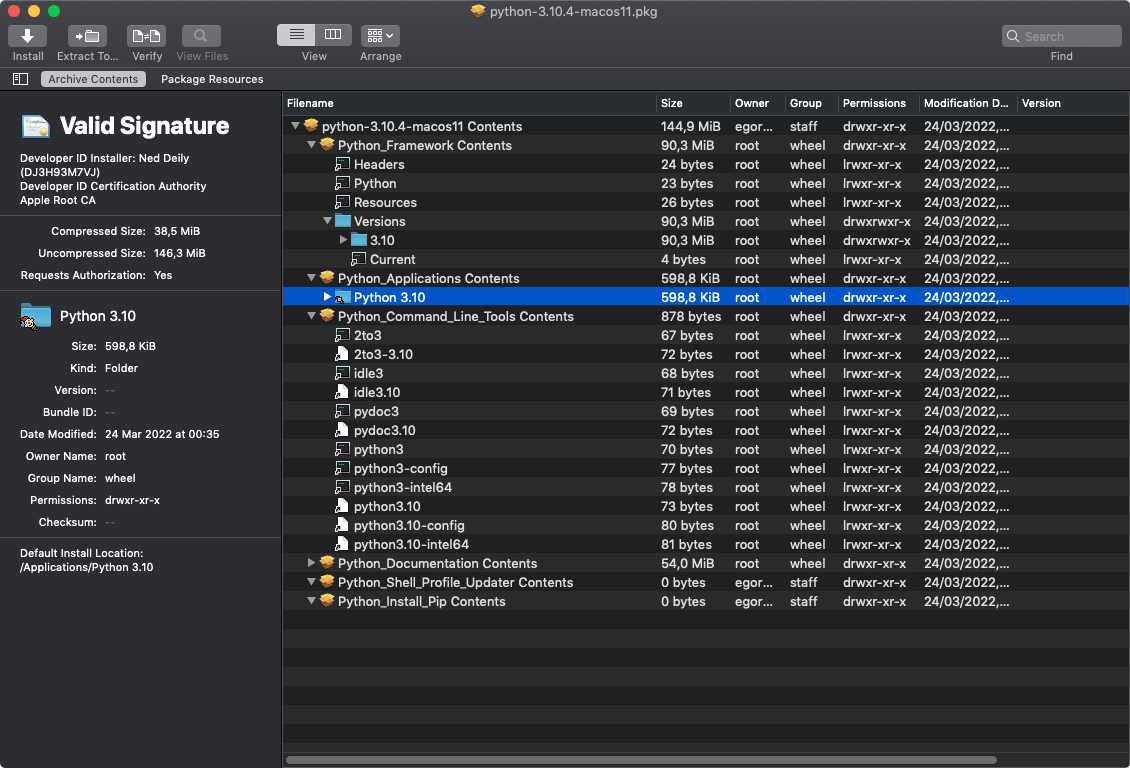 python-3.10.4-macos11.pkg
Install Extract To... Verify View Files View Arrange Search Find
Archive Contents Package Resources
Valid Signature
Developer ID Installer: Ned Deily
(DJ3H93M7VJ)
Developer ID Certification Authority
Apple Root CA
Compressed Size: 38,5 MiB
Uncompressed Size: 146,3 MiB
Requests Authorization: Yes
Python 3.10
Size: 598,8 KiB
Kind: Folder
Version: --
Bundle ID: --
Date Modified: 24 Mar 2022 at 00:35
Owner Name: root
Group Name: wheel
Permissions: drwxr-xr-x
Checksum: --
Default Install Location:
/Applications/Python 3.10
Filename Size Owner Group Permissions Modification D... Version
python-3.10.4-macos11 Contents 144,9 MiB egor... staff drwxr-xr-x 24/03/2022,...
Python_Framework Contents 90,3 MiB root wheel drwxr-xr-x 24/03/2022,...
Headers 24 bytes root wheel lrwxr-xr-x 24/03/2022,...
Python 23 bytes root wheel lrwxr-xr-x 24/03/2022,...
Resources 26 bytes root wheel lrwxr-xr-x 24/03/2022,...
Versions 90,3 MiB root wheel drwxrwxr-x 24/03/2022,...
3.10 90,3 MiB root wheel drwxrwxr-x 24/03/2022,...
Current 4 bytes root wheel lrwxr-xr-x 24/03/2022,...
Python_Applications Contents 598,8 KiB root wheel drwxr-xr-x 24/03/2022,...
Python 3.10 598,8 KiB root wheel drwxr-xr-x 24/03/2022,...
Python_Command_Line_Tools Contents 878 bytes root wheel drwxr-xr-x 24/03/2022,...
2to3 67 bytes root wheel lrwxr-xr-x 24/03/2022,...
2to3-3.10 72 bytes root wheel lrwxr-xr-x 24/03/2022,...
idle3 68 bytes root wheel lrwxr-xr-x 24/03/2022,...
idle3.10 71 bytes root wheel lrwxr-xr-x 24/03/2022,...
pydoc3 69 bytes root wheel lrwxr-xr-x 24/03/2022,...
pydoc3.10 72 bytes root wheel lrwxr-xr-x 24/03/2022,...
python3 70 bytes root wheel lrwxr-xr-x 24/03/2022,...
python3-config 77 bytes root wheel lrwxr-xr-x 24/03/2022,...
python3-intel64 78 bytes root wheel lrwxr-xr-x 24/03/2022,...
python3.10 73 bytes root wheel lrwxr-xr-x 24/03/2022,...
python3.10-config 80 bytes root wheel lrwxr-xr-x 24/03/2022,...
python3.10-intel64 81 bytes root wheel lrwxr-xr-x 24/03/2022,...
Python_Documentation Contents 54,0 MiB root wheel drwxr-xr-x 24/03/2022,...
Python_Shell_Profile_Updater Contents 0 bytes egor... staff drwxr-xr-x 24/03/2022,...
Python_Install_Pip Contents 0 bytes egor... staff drwxr-xr-x 24/03/2022,...